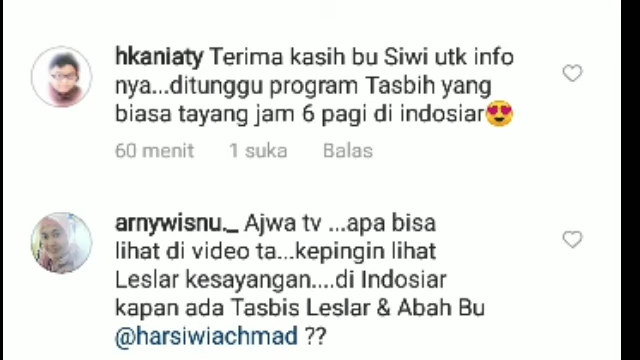 hkaniaty Terima kasih bu Siwi utk info
nya...ditunggu program Tasbih yang
biasa tayang jam 6 pagi di indosiar😍
60 menit 1 suka Balas
arnywisnu._ Ajwa tv ...apa bisa
lihat di video ta...kepingin lihat
Leslar kesayangan....di Indosiar
kapan ada Tasbis Leslar & Abah Bu
@harsiwiachmad ??